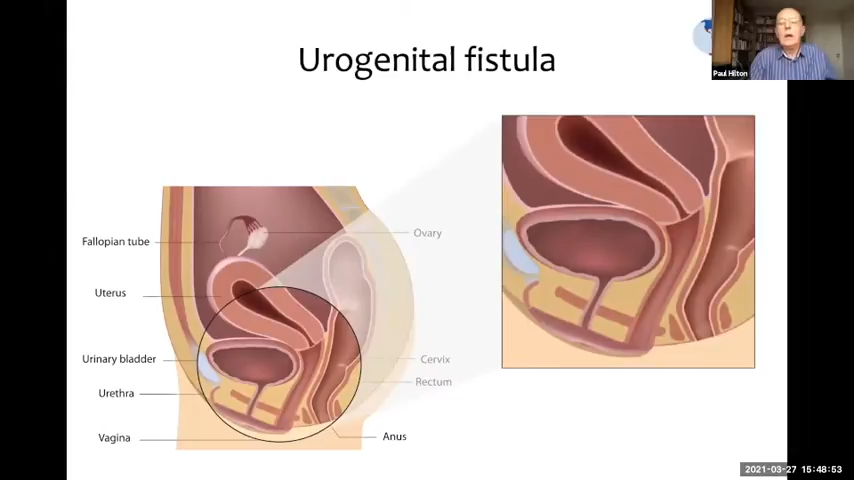 Urogenital fistula
Paul Hilton
Fallopian tube
Ovary
Uterus
Urinary bladder
Cervix
Rectum
Urethra
Vagina
Anus
2021-03-27 15:48:53